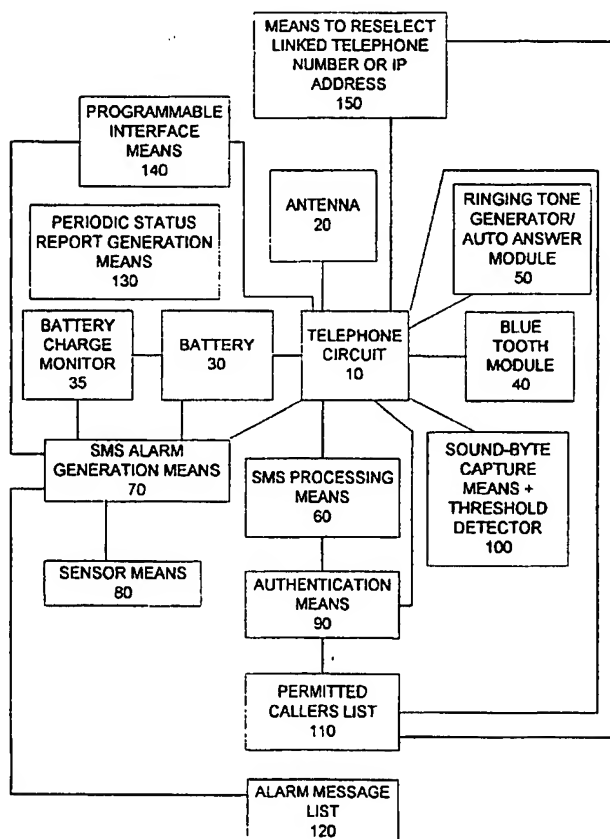 MEANS TO RESELECT
LINKED TELEPHONE
NUMBER OR IP
ADDRESS
150
PROGRAMMABLE
INTERFACE
MEANS
140
ANTENNA
20
RINGING TONE
GENERATOR/
AUTO ANSWER
MODULE
50
PERIODIC STATUS
REPORT GENERATION
MEANS
130
BATTERY
CHARGE
MONITOR
35
BATTERY
30
TELEPHONE
CIRCUIT
10
BLUE
TOOTH
MODULE
40
SMS ALARM
GENERATION MEANS
70
SMS PROCESSING
MEANS
60
SOUND-BYTE
CAPTURE
MEANS +
THRESHOLD
DETECTOR
100
SENSOR MEANS
80
AUTHENTICATION
MEANS
90
PERMITTED
CALLERS LIST
110
ALARM MESSAGE
LIST
120